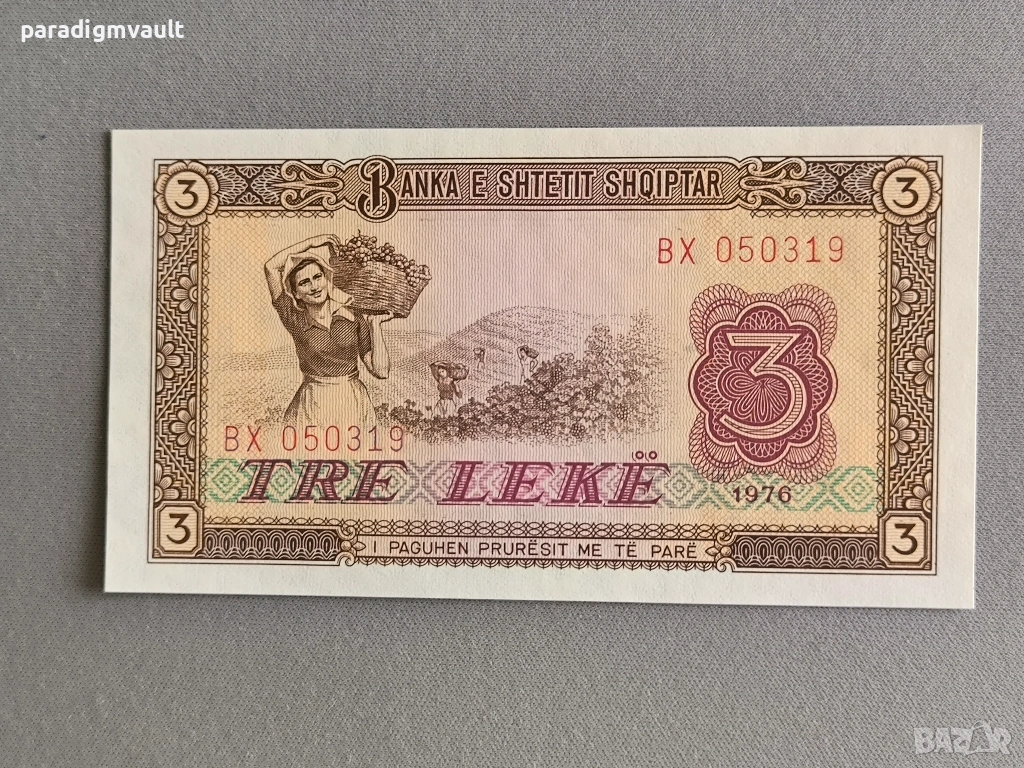 paradigmvault
3 BANKA E SHTETIT SHQIPTAR 3
BX 050319
3
BX 050319
TRE LEKË 1976
3 I PAGUHEN PRURËSIT ME TË PARË 3
BAZAR